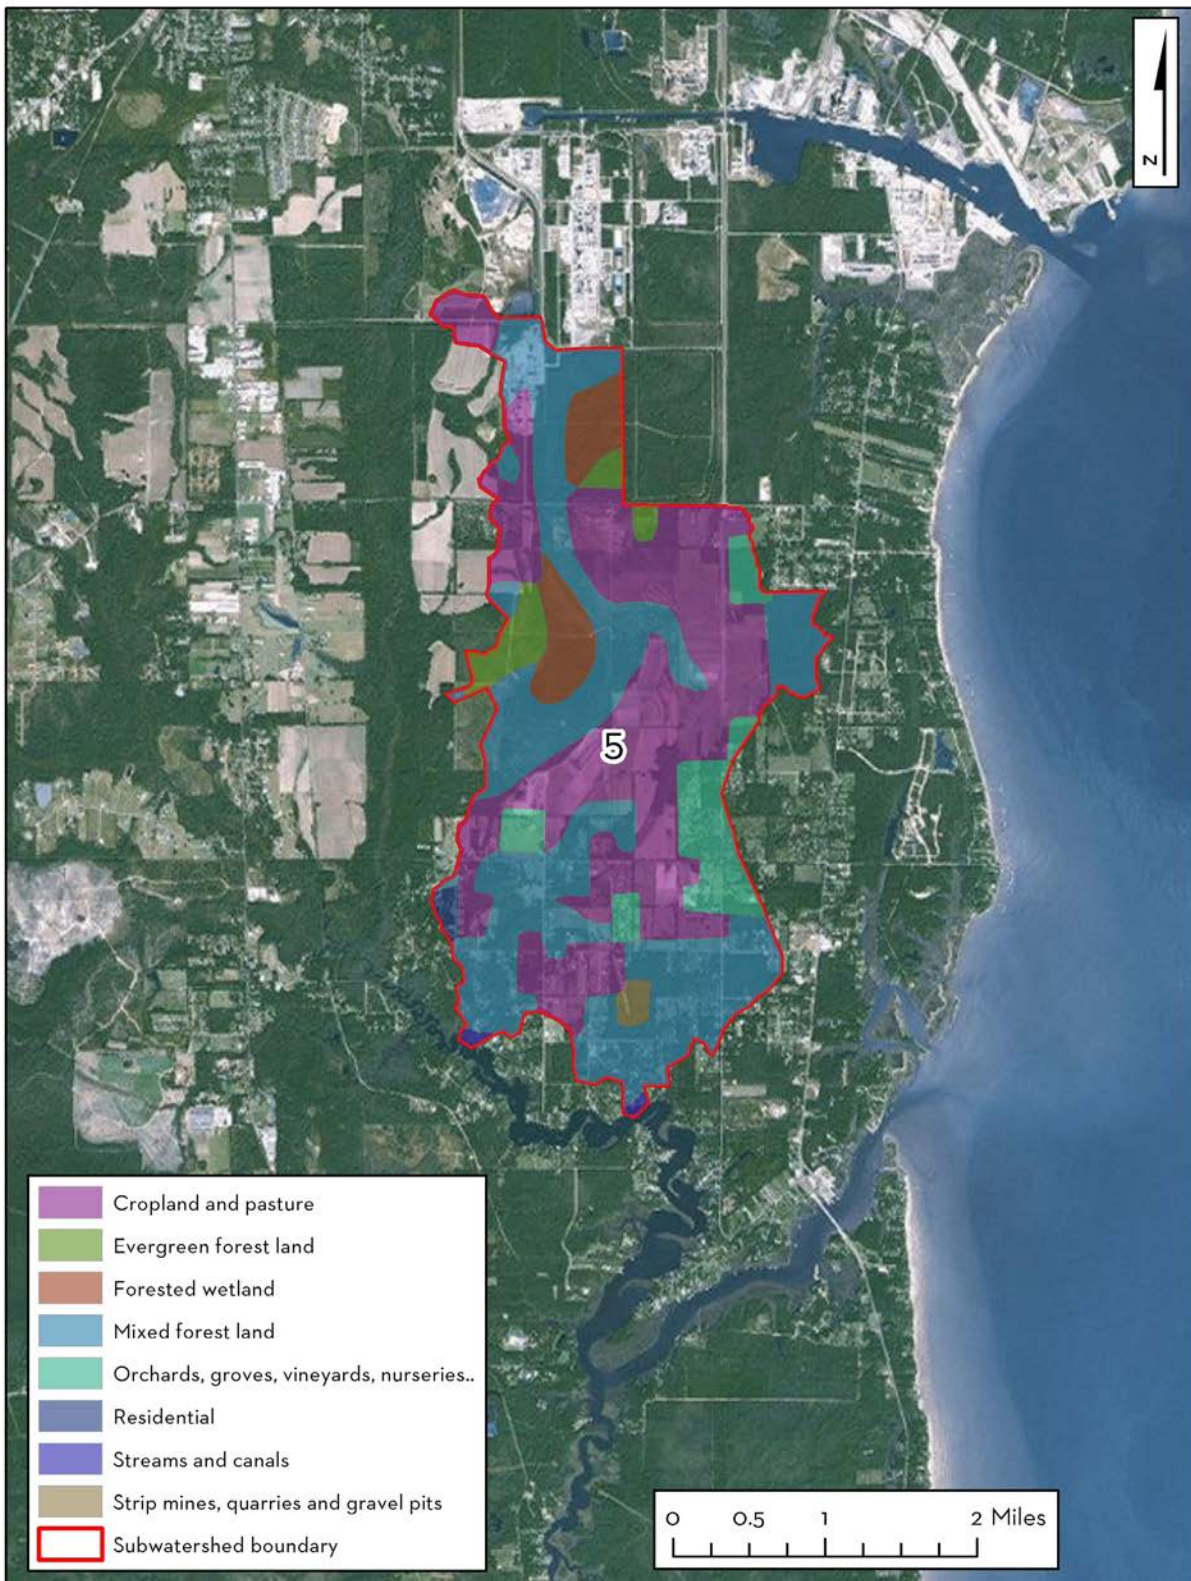 N
5
Cropland and pasture
Evergreen forest land
Forested wetland
Mixed forest land
Orchards, groves, vineyards, nurseries..
Residential
Streams and canals
Strip mines, quarries and gravel pits
Subwatershed boundary
0 0.5 1 2 Miles